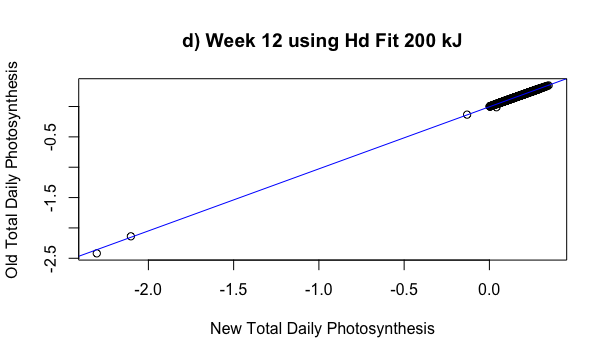 d) Week 12 using Hd Fit 200 kJ
Old Total Daily Photosynthesis
-0.5
-1.5
-2.5
-2.0 -1.5 -1.0 -0.5 0.0
New Total Daily Photosynthesis